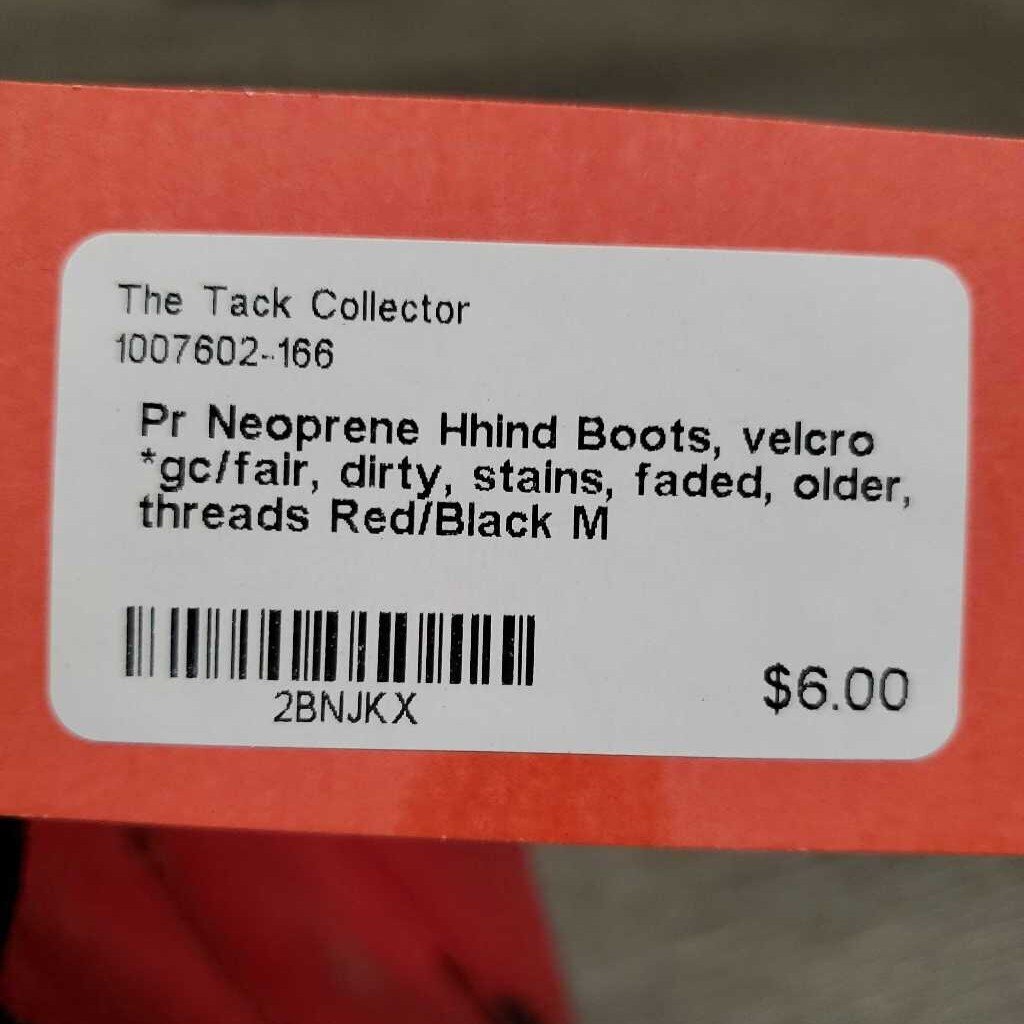 The Tack Collector
1007602-166
Pr Neoprene Hhind Boots, velcro
*gc/fair, dirty, stains, faded, older,
threads Red/Black M
2BNJKX
$6.00